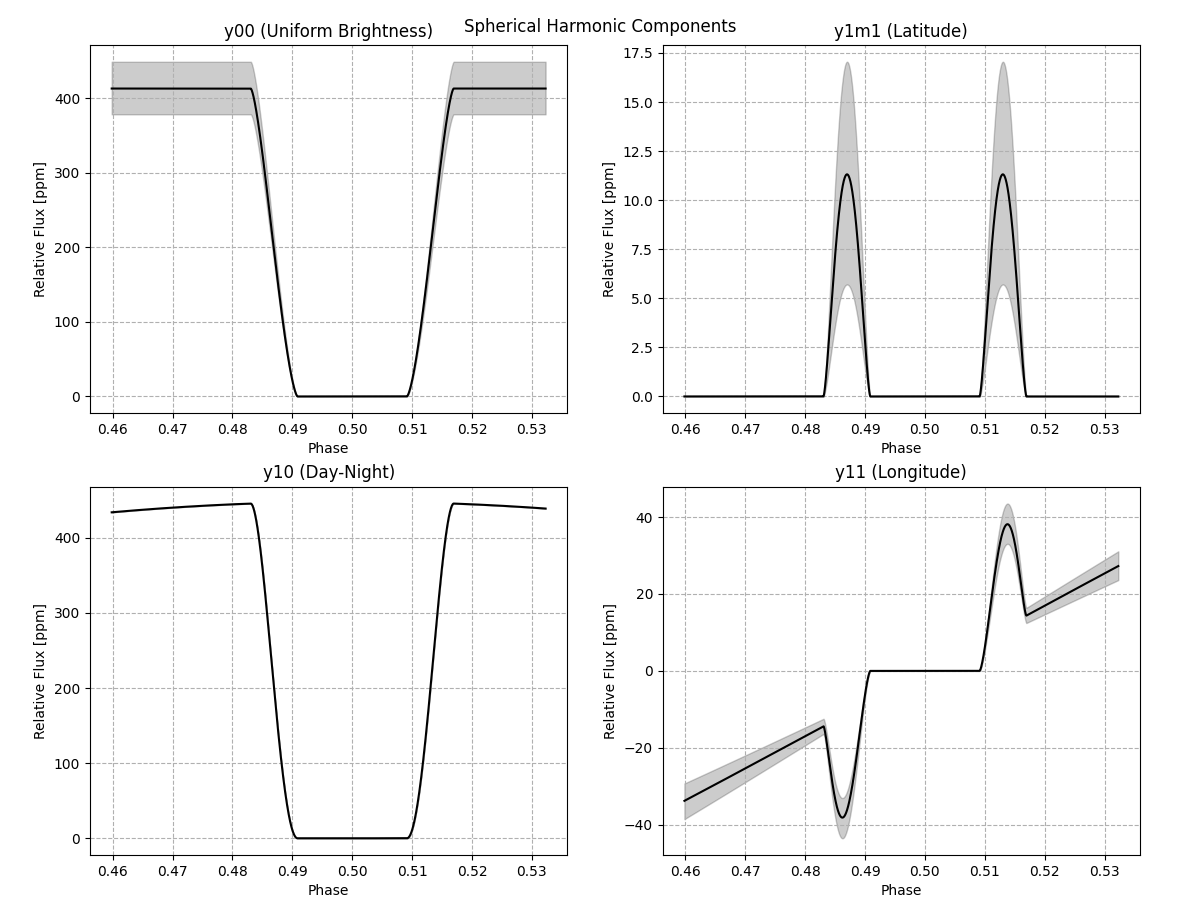 Spherical Harmonic Components
y00 (Uniform Brightness)
Relative Flux [ppm]
400
300
200
100
0
0.46 0.47 0.48 0.49 0.50 0.51 0.52 0.53
Phase
y1m1 (Latitude)
Relative Flux [ppm]
17.5
15.0
12.5
10.0
7.5
5.0
2.5
0.0
0.46 0.47 0.48 0.49 0.50 0.51 0.52 0.53
Phase
y10 (Day-Night)
Relative Flux [ppm]
400
300
200
100
0
0.46 0.47 0.48 0.49 0.50 0.51 0.52 0.53
Phase
y11 (Longitude)
Relative Flux [ppm]
40
20
0
−20
−40
0.46 0.47 0.48 0.49 0.50 0.51 0.52 0.53
Phase